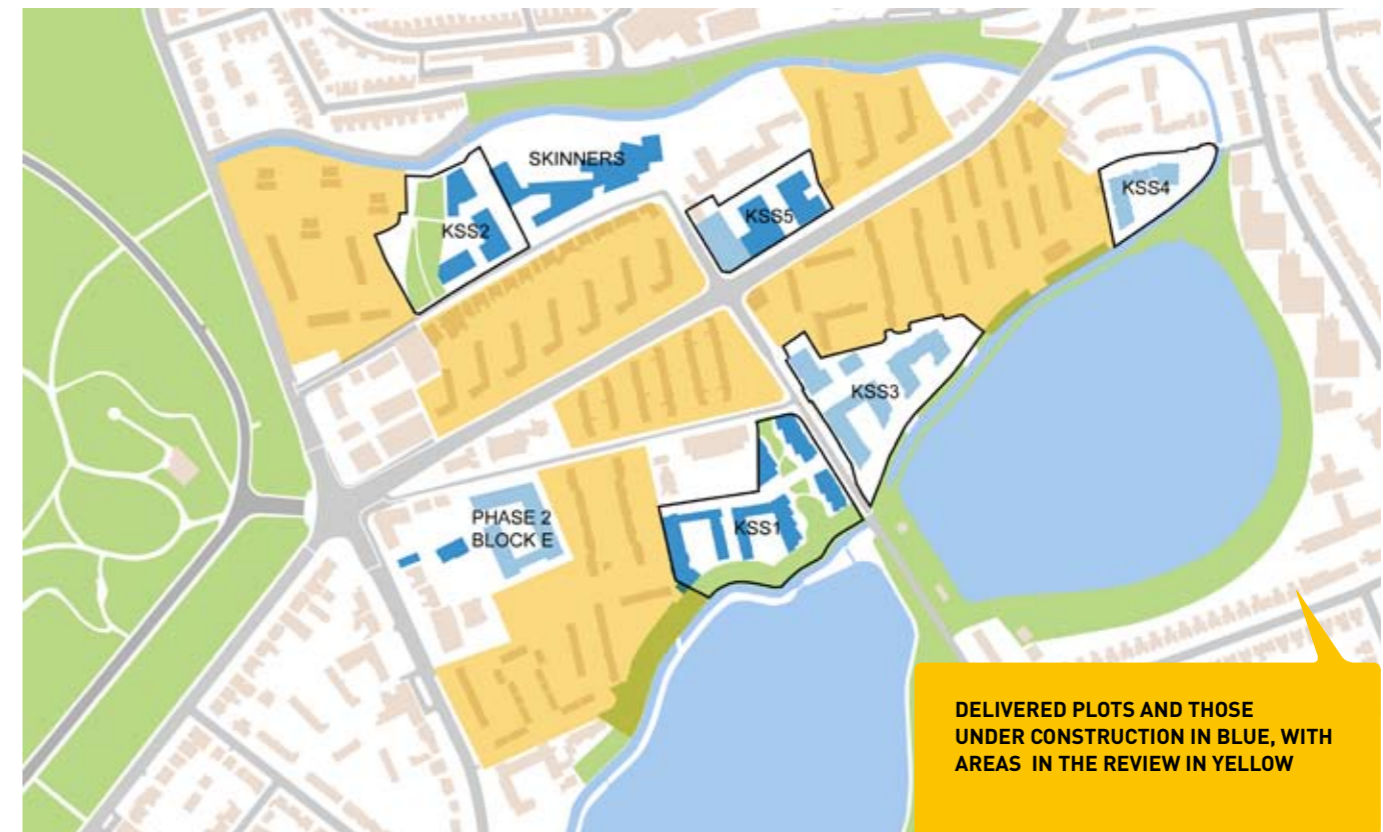 SKINNERS
KSS2
KSS5
KSS4
KSS3
PHASE 2
BLOCK E
KSS1
DELIVERED PLOTS AND THOSE
UNDER CONSTRUCTION IN BLUE, WITH
AREAS IN THE REVIEW IN YELLOW